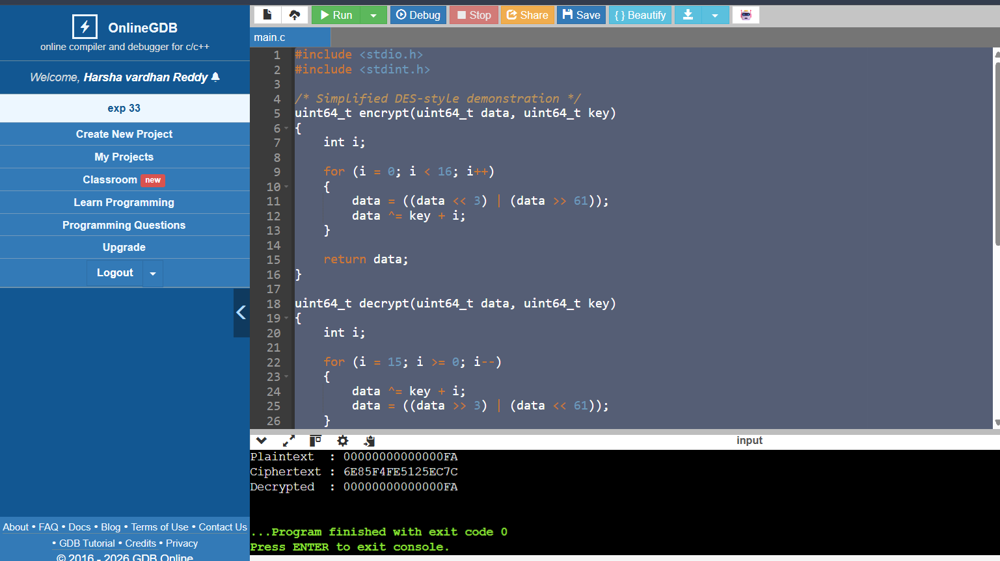 OnlineGDB
online compiler and debugger for c/c++
Welcome, Harsha vardhan Reddy
exp 33
Create New Project
My Projects
Classroom new
Learn Programming
Programming Questions
Upgrade
Logout
About • FAQ • Docs • Blog • Terms of Use • Contact Us
• GDB Tutorial • Credits • Privacy
© 2016 - 2026 GDB Online
Run Debug Stop Share Save { } Beautify
main.c
1 #include <stdio.h>
2 #include <stdint.h>
3
4 /* Simplified DES-style demonstration */
5 uint64_t encrypt(uint64_t data, uint64_t key)
6 {
7 int i;
8
9 for (i = 0; i < 16; i++)
10 {
11 data = ((data << 3) | (data >> 61));
12 data ^= key + i;
13 }
14
15 return data;
16 }
17
18 uint64_t decrypt(uint64_t data, uint64_t key)
19 {
20 int i;
21
22 for (i = 15; i >= 0; i--)
23 {
24 data ^= key + i;
25 data = ((data >> 3) | (data << 61));
26 }
input
Plaintext : 00000000000000FA
Ciphertext : 6E85F4FE5125EC7C
Decrypted : 00000000000000FA
...Program finished with exit code 0
Press ENTER to exit console.